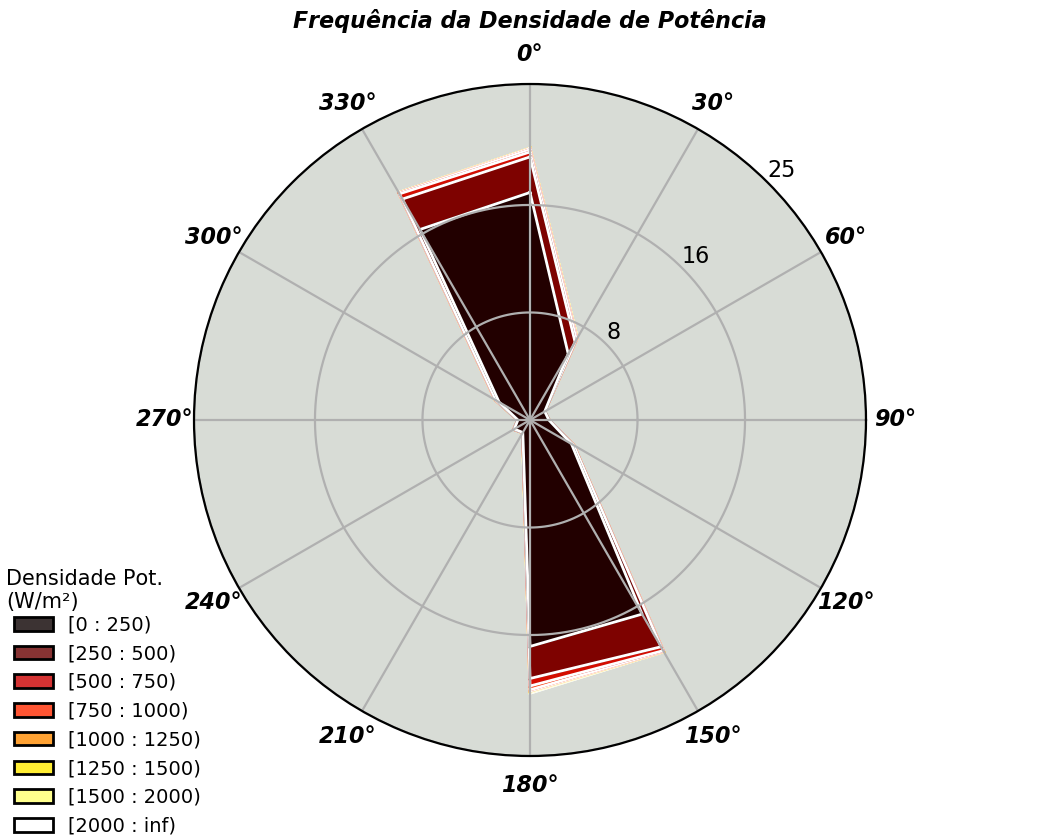 Frequência da Densidade de Potência
0°
330°
30°
25
300°
60°
16
8
270°
90°
240°
120°
210°
150°
180°
Densidade Pot.
(W/m²)
[0 : 250)
[250 : 500)
[500 : 750)
[750 : 1000)
[1000 : 1250)
[1250 : 1500)
[1500 : 2000)
[2000 : inf)